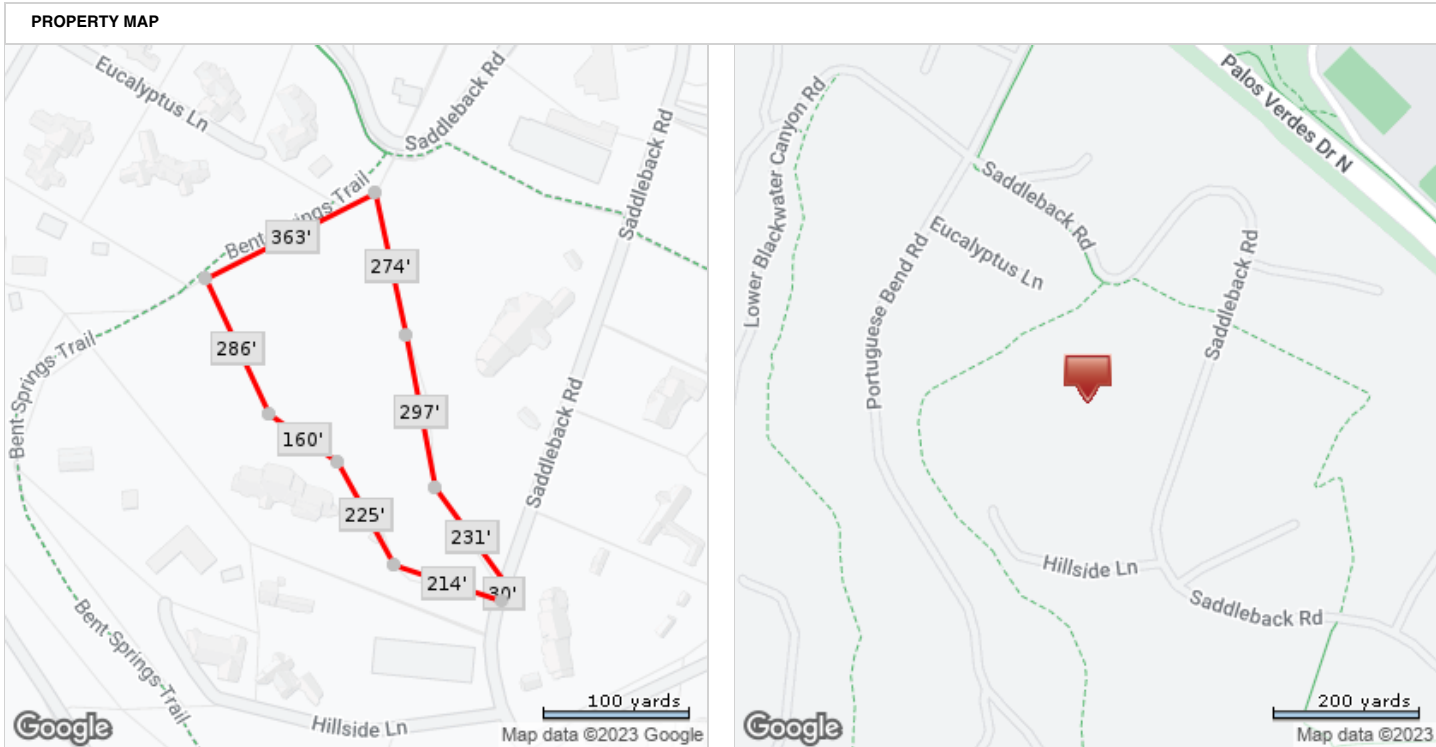 PROPERTY MAP
Eucalyptus Ln
Saddleback Rd
Saddleback Rd
Bent-Springs-Trail
363'
274'
286'
Bent-Springs-Trail
297'
160'
Saddleback Rd
225'
231'
214'
30'
Bent-Springs-Trail
Hillside Ln
100 yards
Google
Map data ©2023 Google
Palos Verdes Dr N
Lower Blackwater Canyon Rd
Saddleback Rd
Eucalyptus Ln
Portuguese Bend Rd
Saddleback Rd
Hillside Ln
Saddleback Rd
200 yards
Google
Map data ©2023